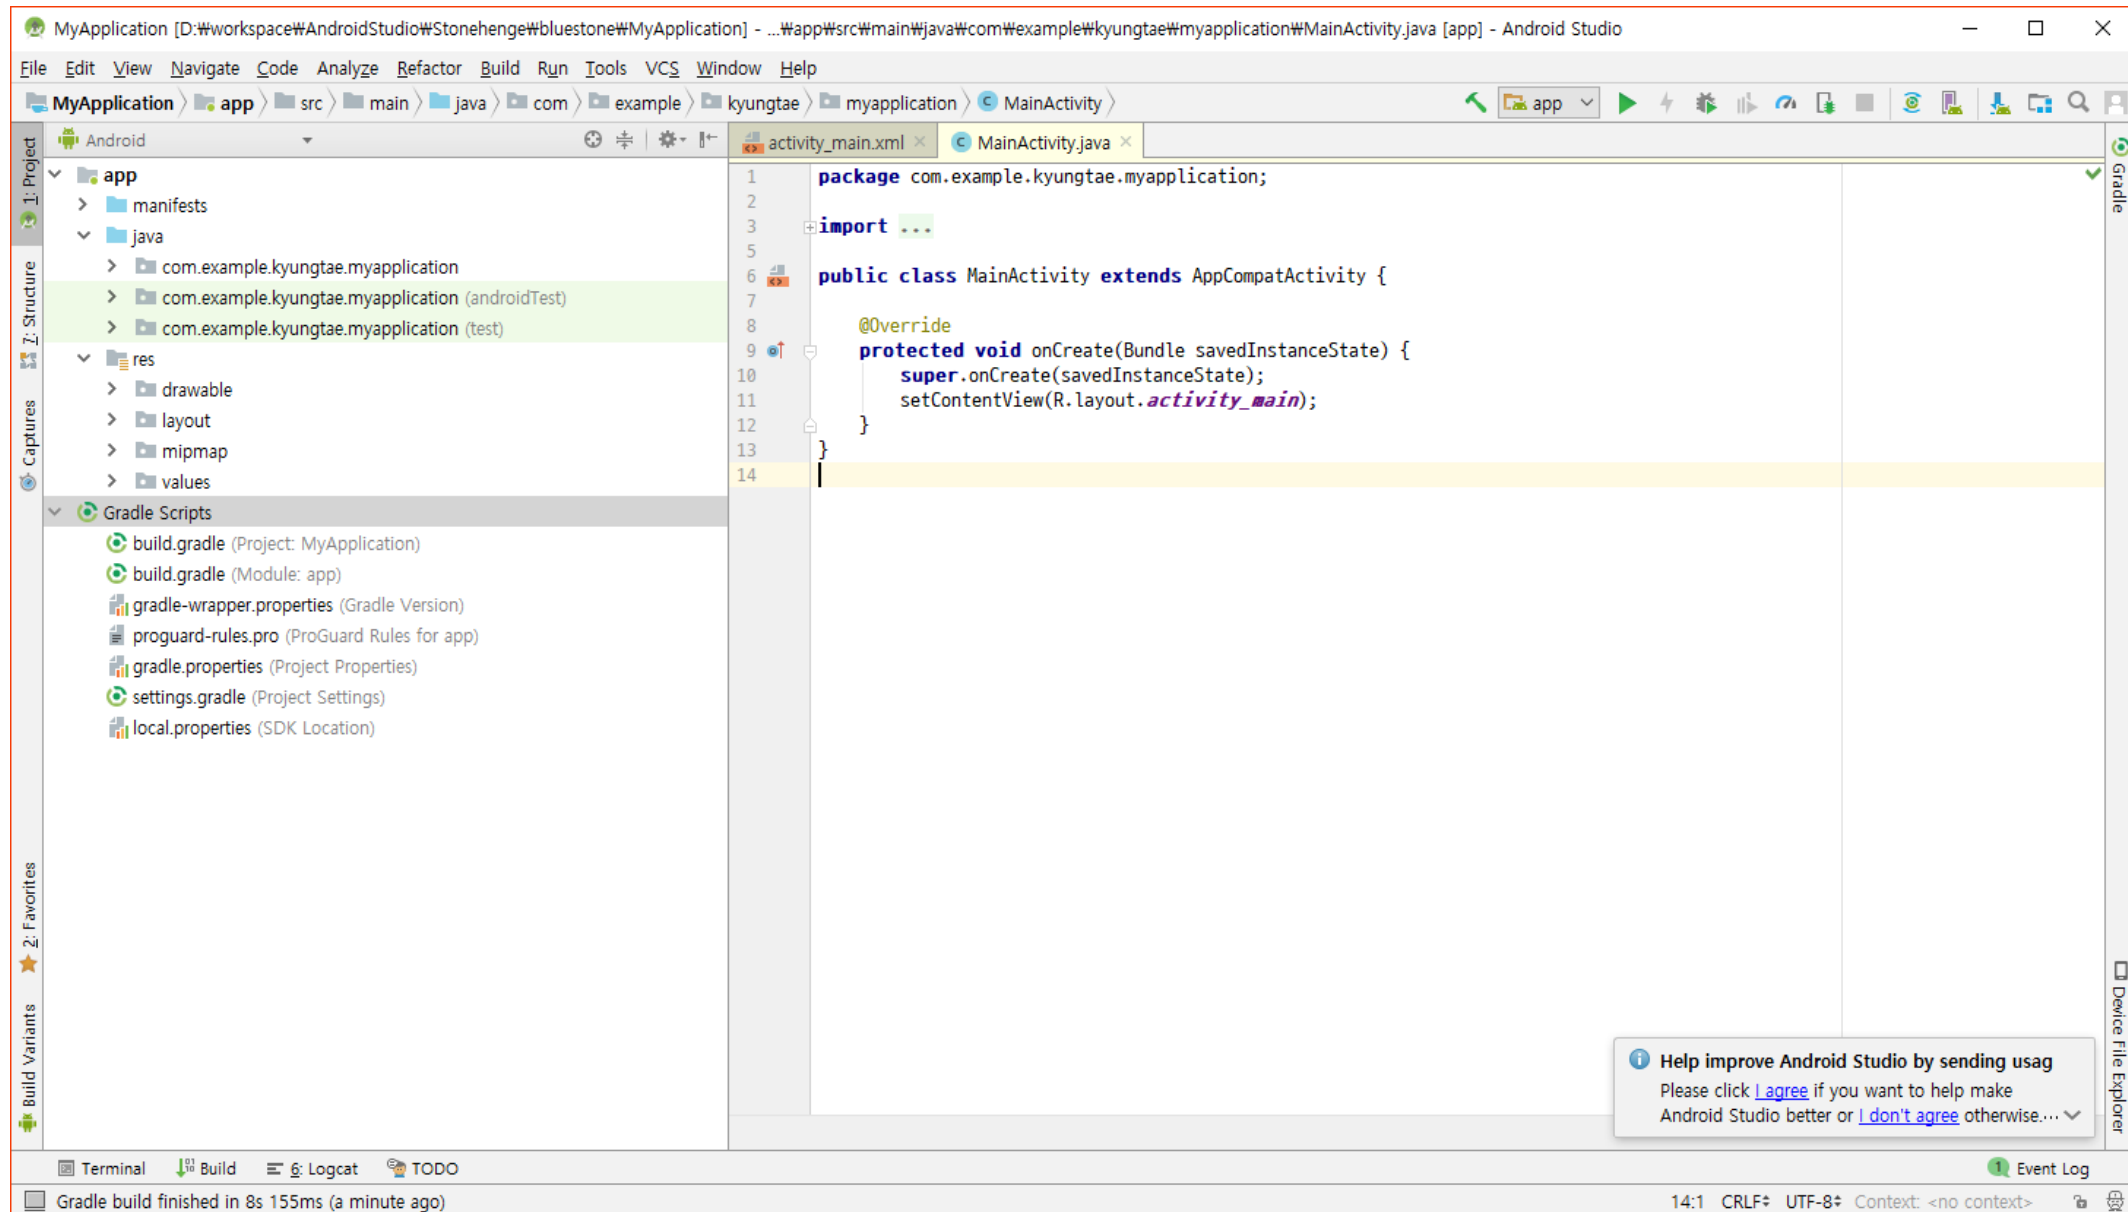 MyApplication [D:₩workspace₩AndroidStudio₩Stonehenge₩bluestone₩MyApplication] - ...₩app₩src₩main₩java₩com₩example₩kyungtae₩myapplication₩MainActivity.java [app] - Android Studio
File Edit View Navigate Code Analyze Refactor Build Run Tools VCS Window Help
MyApplication app src main java com example kyungtae myapplication MainActivity app
1: Project
7: Structure
Captures
2: Favorites
Build Variants
Android
app
manifests
java
com.example.kyungtae.myapplication
com.example.kyungtae.myapplication (androidTest)
com.example.kyungtae.myapplication (test)
res
drawable
layout
mipmap
values
Gradle Scripts
build.gradle (Project: MyApplication)
build.gradle (Module: app)
gradle-wrapper.properties (Gradle Version)
proguard-rules.pro (ProGuard Rules for app)
gradle.properties (Project Properties)
settings.gradle (Project Settings)
local.properties (SDK Location)
activity_main.xml MainActivity.java
1 package com.example.kyungtae.myapplication;
2
3 import ...
5
6 public class MainActivity extends AppCompatActivity {
7
8 @Override
9 protected void onCreate(Bundle savedInstanceState) {
10 super.onCreate(savedInstanceState);
11 setContentView(R.layout.activity_main);
12 }
13 }
14
Gradle
Device File Explorer
Help improve Android Studio by sending usag
Please click I agree if you want to help make
Android Studio better or I don't agree otherwise....
Terminal Build 6: Logcat TODO 1 Event Log
Gradle build finished in 8s 155ms (a minute ago) 14:1 CRLF UTF-8 Context: <no context>